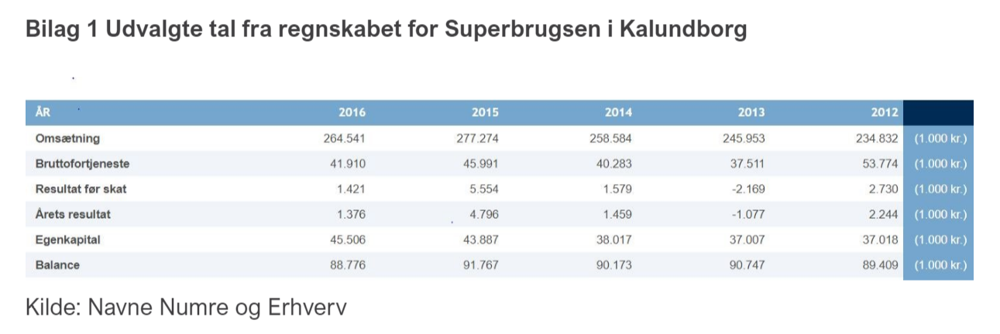 Bilag 1 Udvalgte tal fra regnskabet for Superbrugsen i Kalundborg
ÅR 2016 2015 2014 2013 2012
Omsætning 264.541 277.274 258.584 245.953 234.832 (1.000 kr.)
Bruttofortjeneste 41.910 45.991 40.283 37.511 53.774 (1.000 kr.)
Resultat før skat 1.421 5.554 1.579 -2.169 2.730 (1.000 kr.)
Årets resultat 1.376 4.796 1.459 -1.077 2.244 (1.000 kr.)
Egenkapital 45.506 43.887 38.017 37.007 37.018 (1.000 kr.)
Balance 88.776 91.767 90.173 90.747 89.409 (1.000 kr.)
Kilde: Navne Numre og Erhverv